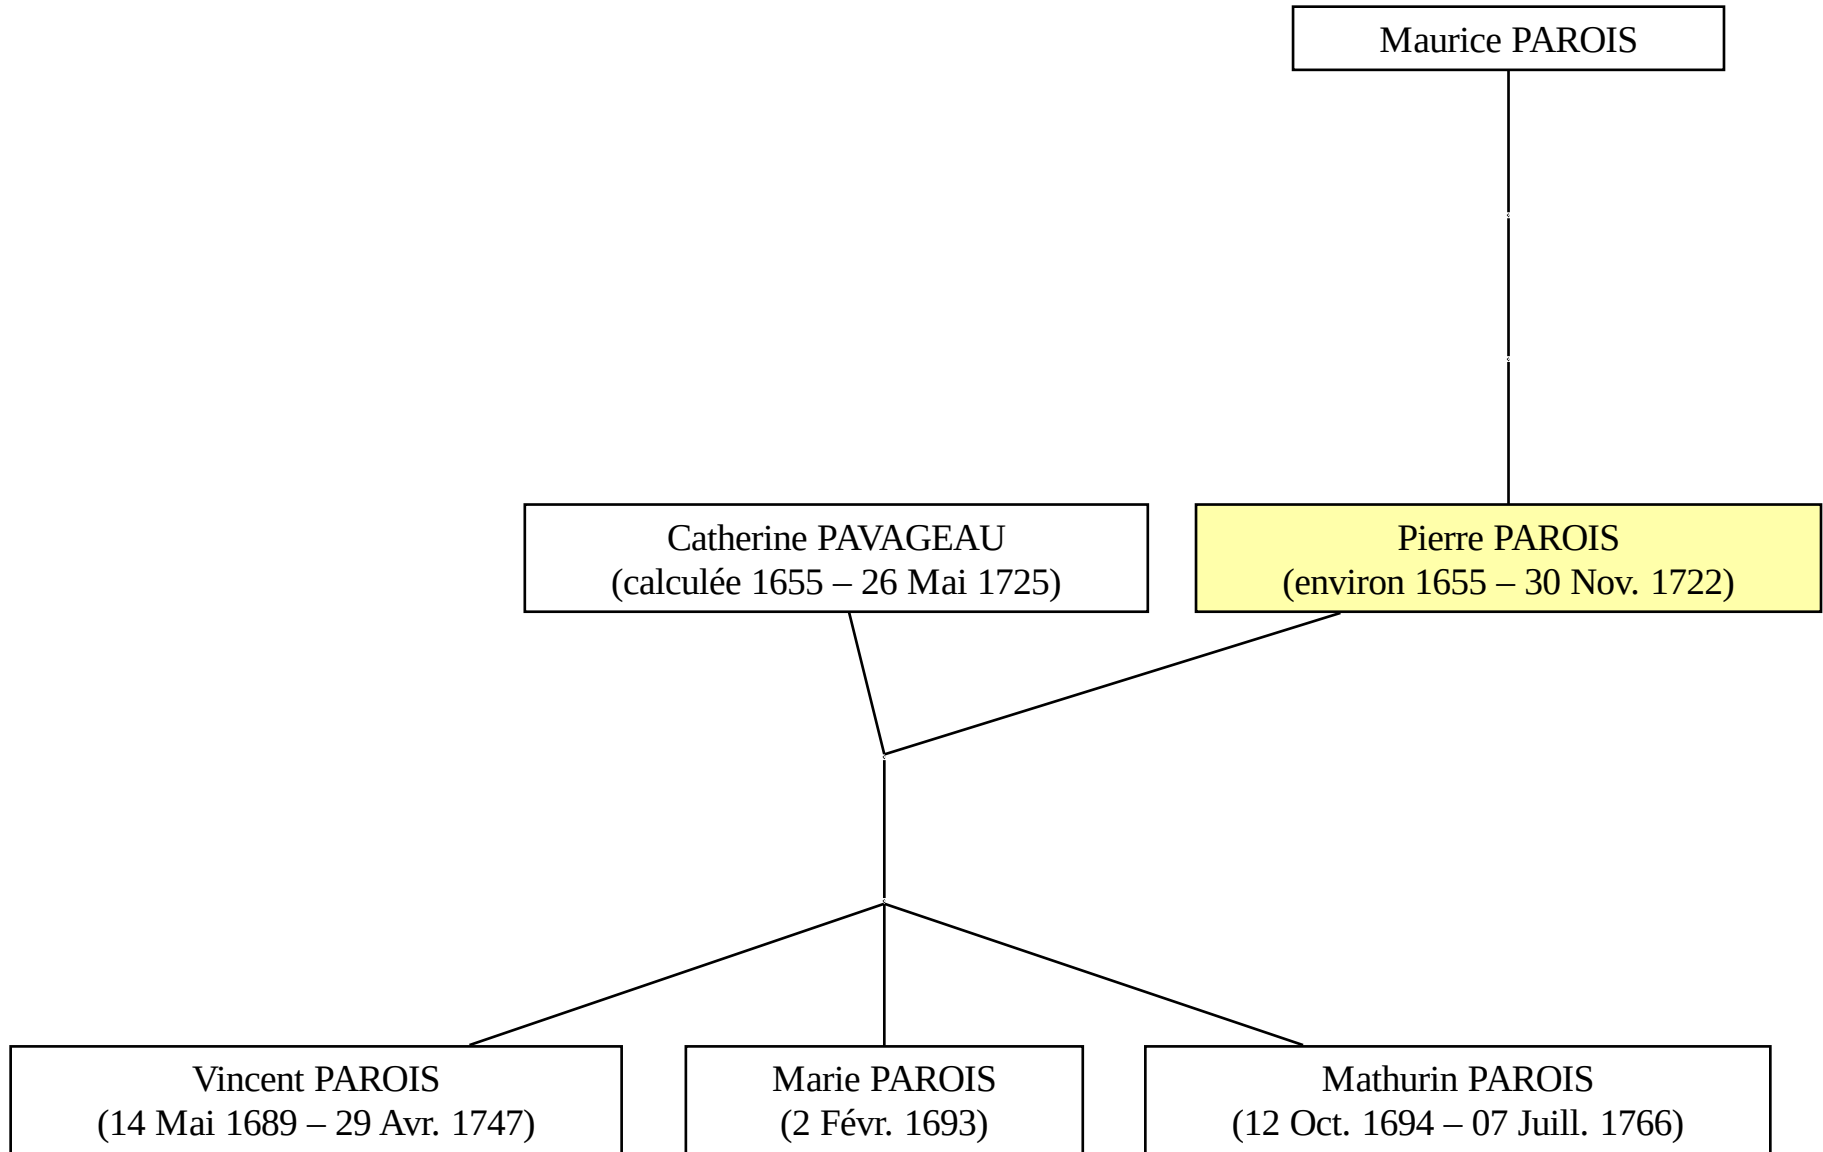 Maurice PAROIS
Catherine PAVAGEAU
(calculée 1655 – 26 Mai 1725)
Pierre PAROIS
(environ 1655 – 30 Nov. 1722)
Vincent PAROIS
(14 Mai 1689 – 29 Avr. 1747)
Marie PAROIS
(2 Févr. 1693)
Mathurin PAROIS
(12 Oct. 1694 – 07 Juill. 1766)